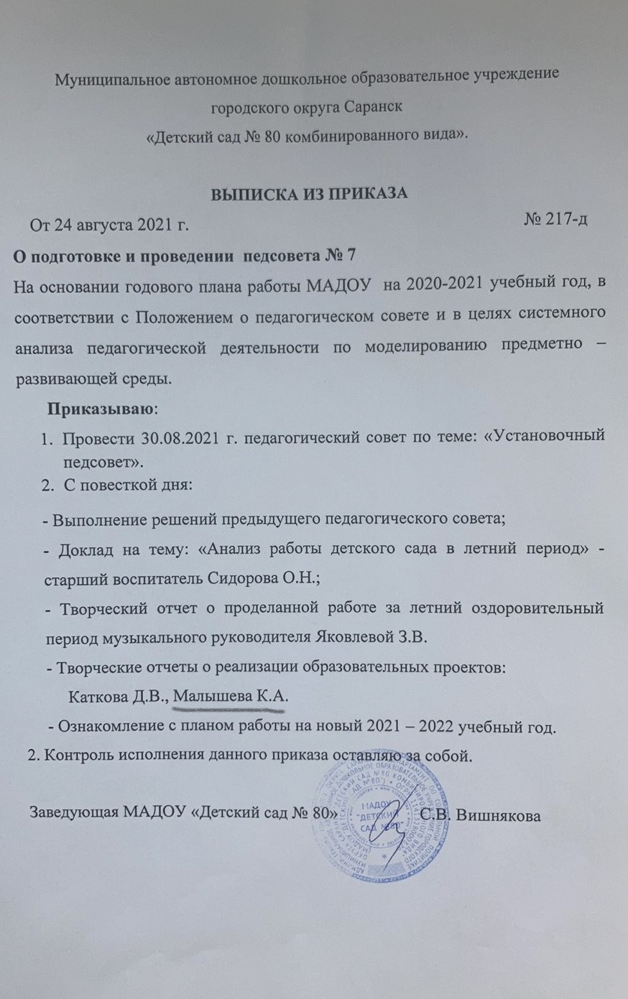 Муниципальное автономное дошкольное образовательное учреждение
городского округа Саранск
«Детский сад № 80 комбинированного вида».
ВЫПИСКА ИЗ ПРИКАЗА
От 24 августа 2021 г.
№ 217-д
О подготовке и проведении педсовета № 7
На основании годового плана работы МАДОУ на 2020-2021 учебный год, в
соответствии с Положением о педагогическом совете и в целях системного
анализа педагогической деятельности по моделированию предметно –
развивающей среды.
Приказываю:
1. Провести 30.08.2021 г. педагогический совет по теме: «Установочный
педсовет».
2. С повесткой дня:
- Выполнение решений предыдущего педагогического совета;
- Доклад на тему: «Анализ работы детского сада в летний период» -
старший воспитатель Сидорова О.Н.;
- Творческий отчет о проделанной работе за летний оздоровительный
период музыкального руководителя Яковлевой З.В.
- Творческие отчеты о реализации образовательных проектов:
Каткова Д.В., Малышева К.А.
- Ознакомление с планом работы на новый 2021 – 2022 учебный год.
2. Контроль исполнения данного приказа оставляю за собой.
Заведующая МАДОУ «Детский сад № 80»
С.В. Вишнякова
МАДОУ
"ДЕТСКИЙ
САД №80"